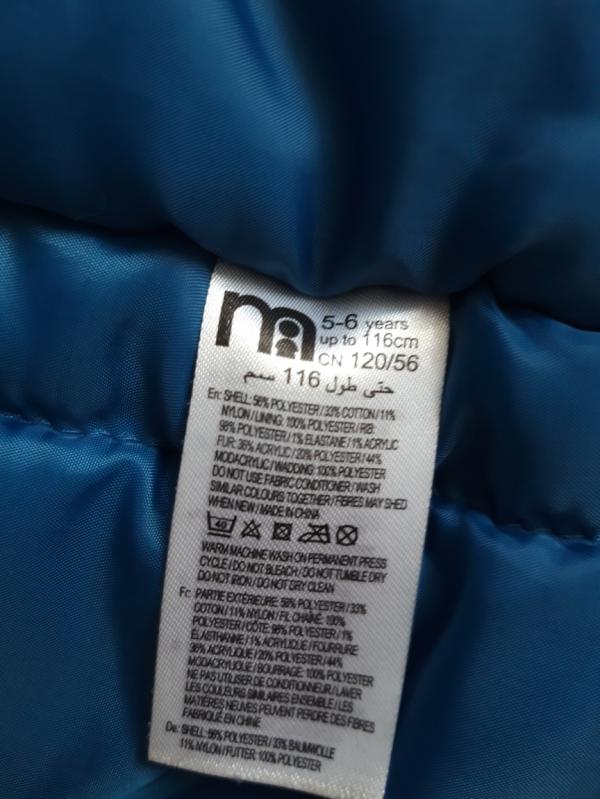 5-6 years
up to 116cm
CN 120/56
حتى طول 116 سم
En: SHELL: 56% POLYESTER / 33% COTTON / 11%
NYLON / LINING: 100% POLYESTER / RIB:
98% POLYESTER / 1% ELASTANE / 1% ACRYLIC
FUR: 36% ACRYLIC / 20% POLYESTER / 44%
MODACRYLIC / WADDING: 100% POLYESTER
DO NOT USE FABRIC CONDITIONER / WASH
SIMILAR COLOURS TOGETHER / FIBRES MAY SHED
WHEN NEW / MADE IN CHINA
40
WARM MACHINE WASH ON PERMANENT PRESS
CYCLE / DO NOT BLEACH / DO NOT TUMBLE DRY
DO NOT IRON / DO NOT DRY CLEAN
Fr: PARTIE EXTÉRIEURE: 56% POLYESTER / 33%
COTON / 11% NYLON / FIL CHAÎNE: 100%
POLYESTER / CÔTE: 98% POLYESTER / 1%
ÉLASTHANNE / 1% ACRYLIQUE / FOURRURE
36% ACRYLIQUE / 20% POLYESTER / 44%
MODACRYLIQUE / BOURRAGE: 100% POLYESTER
NE PAS UTILISER DE CONDITIONNEUR / LAVER
LES COULEURS SIMILAIRES ENSEMBLE / LES
MATIÈRES NEUVES PEUVENT PERDRE DES FIBRES
FABRIQUÉ EN CHINE
De: SHELL: 56% POLYESTER / 33% BAUMWOLLE
11% NYLON / FUTTER: 100% POLYESTER